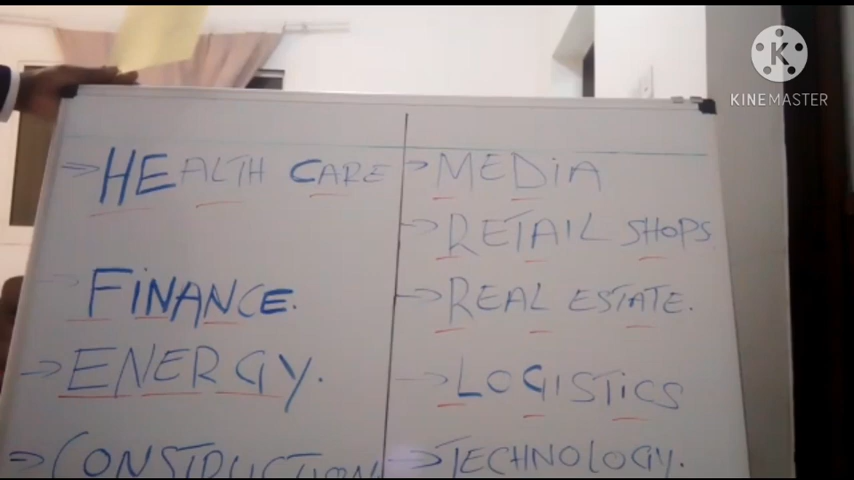 K
KINEMASTER
→ HEALTH CARE
→ FINANCE.
→ ENERGY.
→ CONSTRUCTION
→ MEDiA
→ RETAIL SHOPS
→ REAL ESTATE.
→ LOGISTICS
→ TECHNOLOGY.